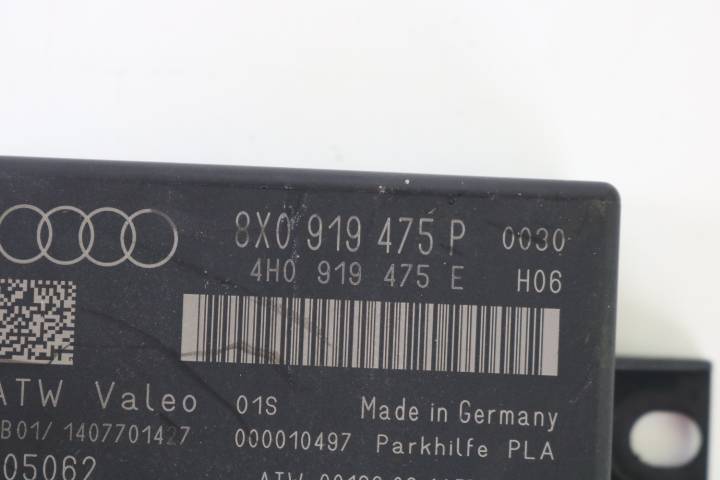 8X0 919 475 P 0030
4H0 919 475 E H06
ATW Valeo 01S Made in Germany
B01/ 1407701427 000010497 Parkhilfe PLA
05062